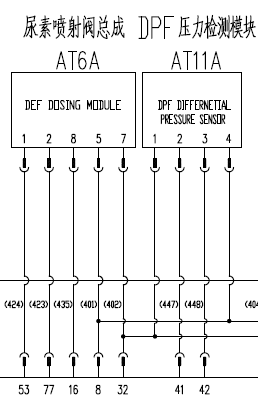 尿素喷射阀总成 DPF压力检测模块
AT6A AT11A
DEF DOSING MODULE
DPF DIFFERNETIAL
PRESSURE SENSOR
1 2 8 5 7 1 2 3 4
(424) (423) (435) (401) (402) (447) (448) (404
53 77 16 8 32 41 42